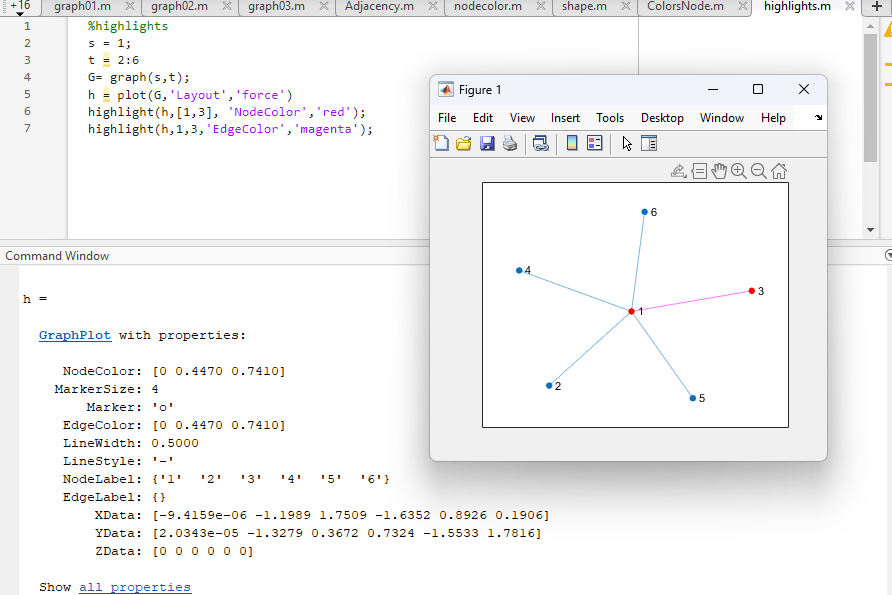 +16 graph01.m graph02.m graph03.m Adjacency.m nodecolor.m shape.m ColorsNode.m highlights.m
1 %highlights
2 s = 1;
3 t = 2:6
4 G= graph(s,t);
5 h = plot(G,'Layout','force')
6 highlight(h,[1,3], 'NodeColor','red');
7 highlight(h,1,3,'EdgeColor','magenta');
Figure 1
File Edit View Insert Tools Desktop Window Help
6
4
3
1
2
5
Command Window
h =
GraphPlot with properties:
NodeColor: [0 0.4470 0.7410]
MarkerSize: 4
Marker: 'o'
EdgeColor: [0 0.4470 0.7410]
LineWidth: 0.5000
LineStyle: '-'
NodeLabel: {'1' '2' '3' '4' '5' '6'}
EdgeLabel: {}
XData: [-9.4159e-06 -1.1989 1.7509 -1.6352 0.8926 0.1906]
YData: [2.0343e-05 -1.3279 0.3672 0.7324 -1.5533 1.7816]
ZData: [0 0 0 0 0 0]
Show all properties